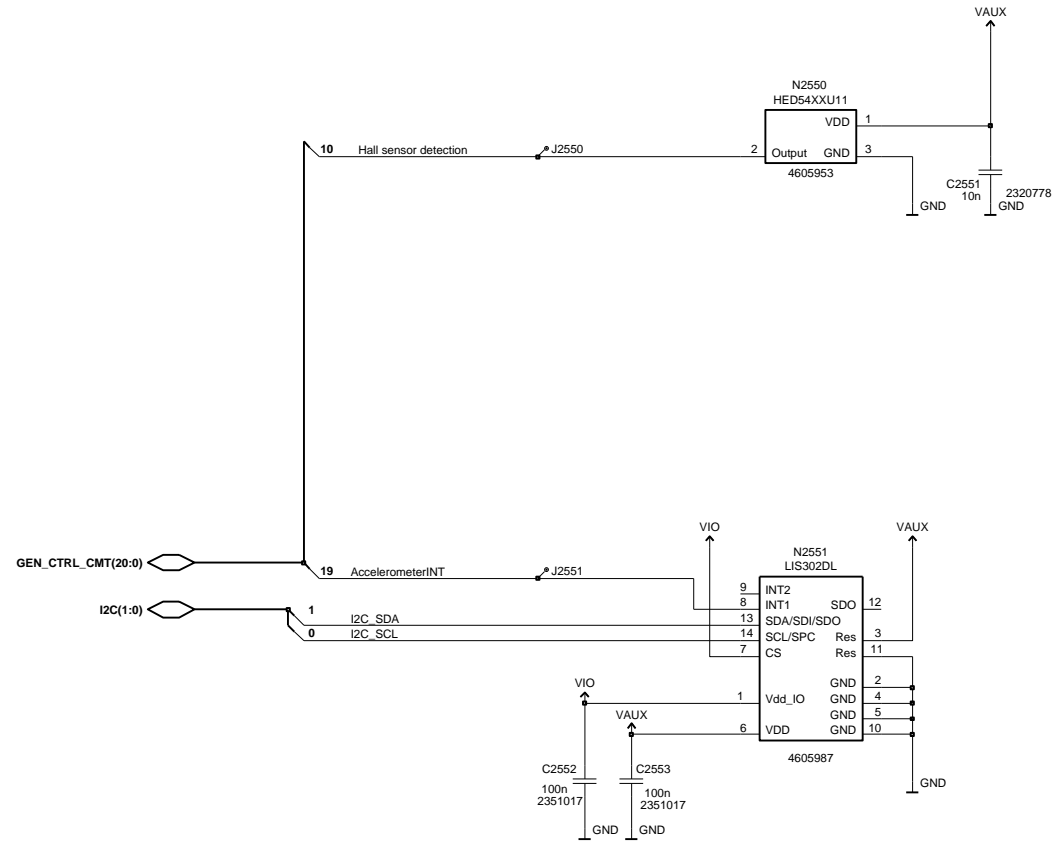 VAUX
N2550
HED54XXU11
VDD 1
10 Hall sensor detection J2550 2 Output GND 3
4605953
C2551 2320778
10n
GND GND
VIO VAUX
N2551
LIS302DL
GEN_CTRL_CMT(20:0)
19 AccelerometerINT J2551
9 INT2
8 INT1 SDO 12
I2C(1:0) 1 I2C_SDA 13 SDA/SDI/SDO
0 I2C_SCL 14 SCL/SPC Res 3
7 CS Res 11
GND 2
VIO 1 Vdd_IO GND 4
VAUX GND 5
6 VDD GND 10
4605987
C2552 C2553
100n 100n
2351017 2351017
GND
GND GND